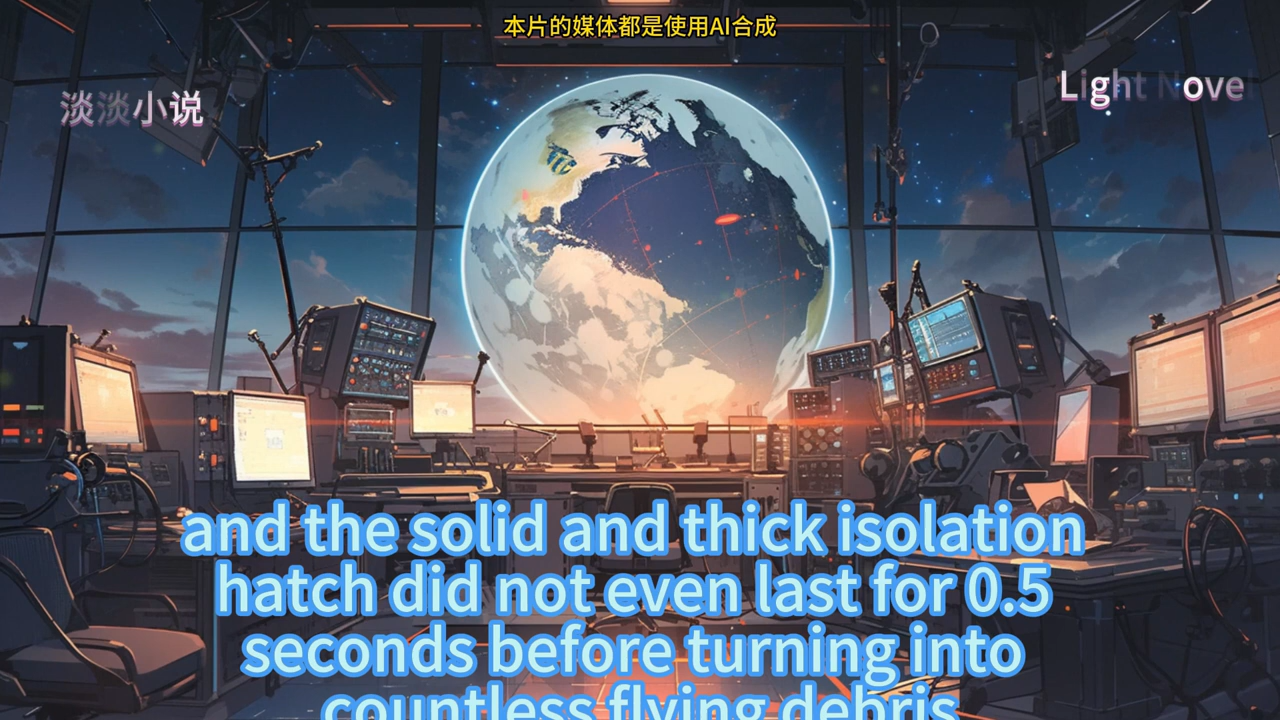 本片的媒体都是使用AI合成
淡淡小说
Light Novel
and the solid and thick isolation
hatch did not even last for 0.5
seconds before turning into
countless flying debris